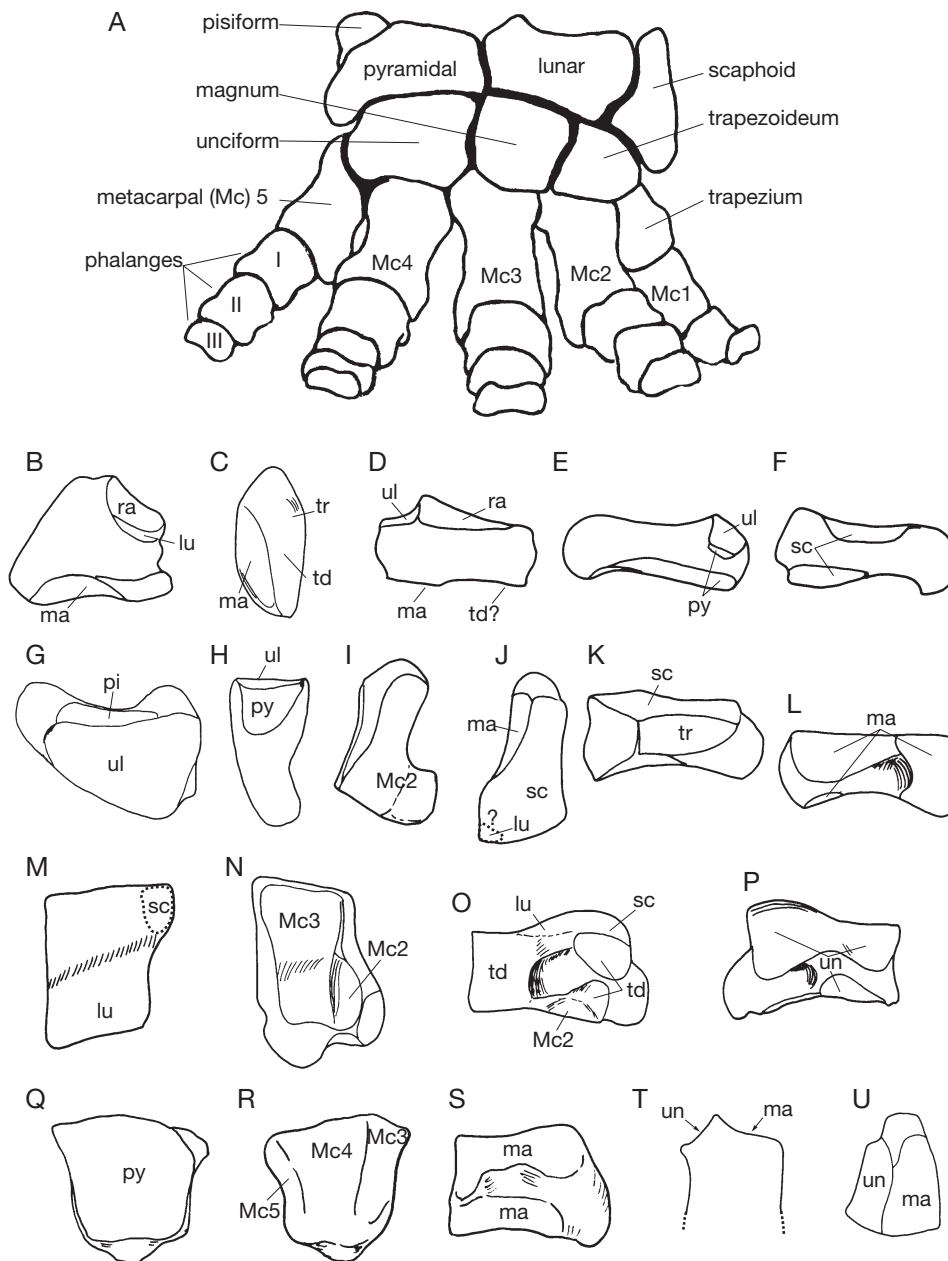 A
pisiform
pyramidal
lunar
scaphoid
magnum
trapezoideum
unciform
metacarpal (Mc) 5
trapezium
phalanges
I
II
III
Mc4
Mc3
Mc2
Mc1
B
ra
lu
ma
C
tr
td
ma
D
ul
ra
ma
td?
E
ul
py
F
sc
G
pi
ul
H
ul
py
I
Mc2
J
ma
sc
?
lu
K
sc
tr
L
ma
M
sc
lu
N
Mc3
Mc2
O
lu
sc
td
td
Mc2
P
un
Q
py
R
Mc4
Mc3
Mc5
S
ma
ma
T
un
ma
U
un
ma